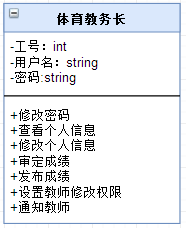 体育教务长
-工号：int
-用户名：string
-密码:string
+修改密码
+查看个人信息
+修改个人信息
+审定成绩
+发布成绩
+设置教师修改权限
+通知教师